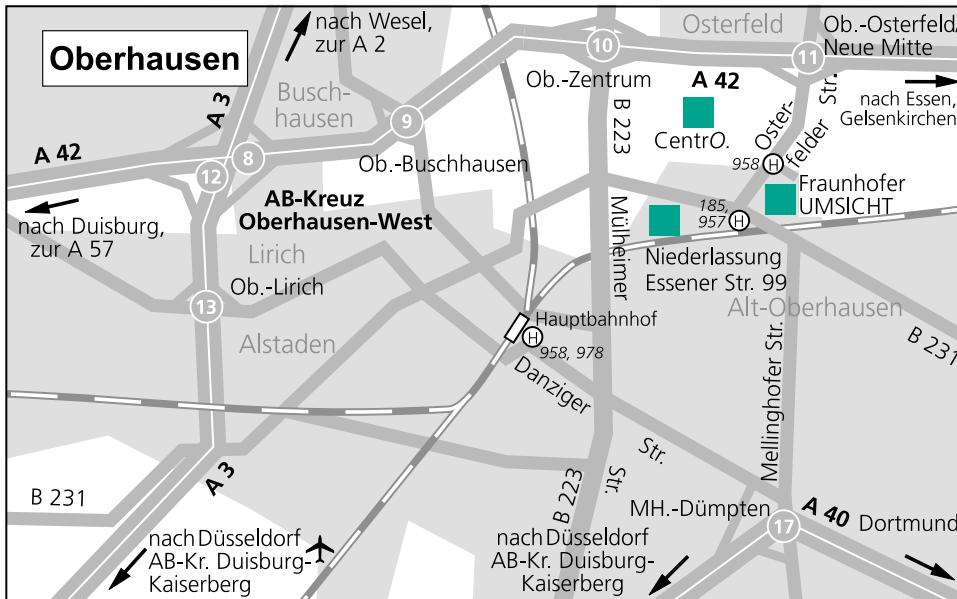 Oberhausen
nach Wesel,
zur A 2
Osterfeld
Ob.-Osterfeld/
Neue Mitte
10
11
Ob.-Zentrum
A 42
nach Essen,
Gelsenkirchen
A 3
Busch-
hausen
9
B 223
CentrO.
Oster-
felder
Str.
958 H
A 42
8
12
Ob.-Buschhausen
Fraunhofer
UMSICHT
AB-Kreuz
Oberhausen-West
185,
957 H
nach Duisburg,
zur A 57
Lirich
Mülheimer
Niederlassung
Essener Str. 99
Ob.-Lirich
13
Alt-Oberhausen
Hauptbahnhof
H
958, 978
Alstaden
B 231
Danziger
Mellinghofer Str.
Str.
A 3
B 231
B 223
Str.
MH.-Dümpten
17
A 40
Dortmund
nach Düsseldorf
AB-Kr. Duisburg-
Kaiserberg
nach Düsseldorf
AB-Kr. Duisburg-
Kaiserberg